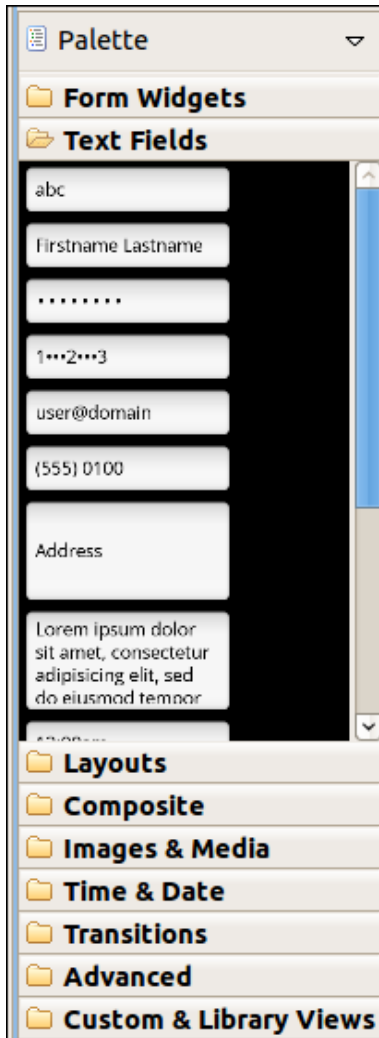 Palette
Form Widgets
Text Fields
abc
Firstname Lastname
••••••••
1•••2•••3
user@domain
(555) 0100
Address
Lorem ipsum dolor
sit amet, consectetur
adipisicing elit, sed
do eiusmod tempor
Layouts
Composite
Images & Media
Time & Date
Transitions
Advanced
Custom & Library Views